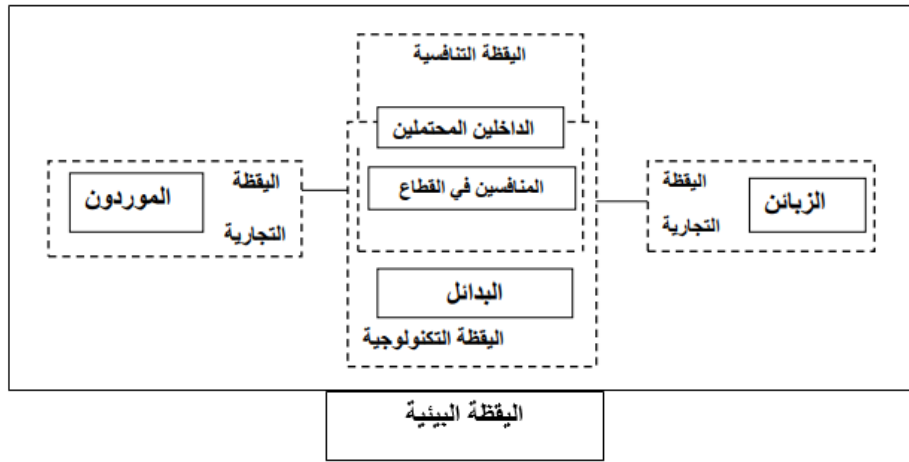 اليقظة التنافسية
الداخلين المحتملين
المنافسين في القطاع
الزبائن
اليقظة
التجارية
اليقظة
التجارية
الموردون
البدائل
اليقظة التكنولوجية
اليقظة البيئية